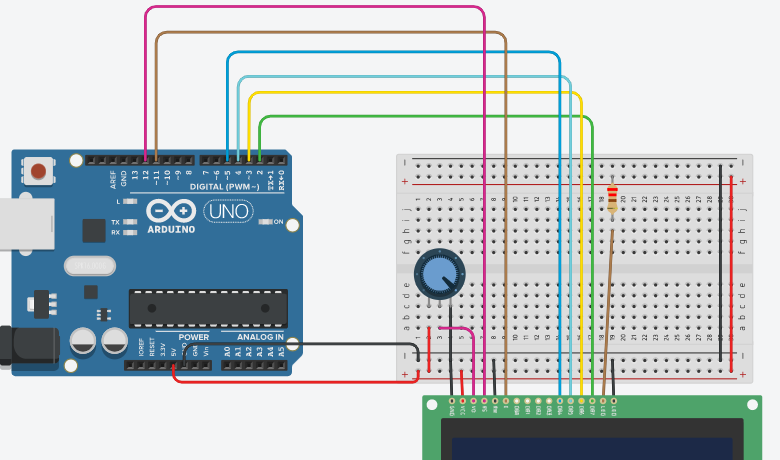 AREF
GND
13
12
~11
~10
~9
8
7
~6
~5
4
~3
2
TX→1
RX←0
DIGITAL (PWM~)
L
TX
RX
ARDUINO
UNO
ON
POWER
ANALOG IN
IOREF
RESET
3.3V
5V
GND
Vin
A0
A1
A2
A3
A4
A5
j
i
h
g
f
e
d
c
b
a
GND
VCC
V0
RS
RW
E
DB0
DB1
DB2
DB3
DB4
DB5
DB6
DB7
LED
LED